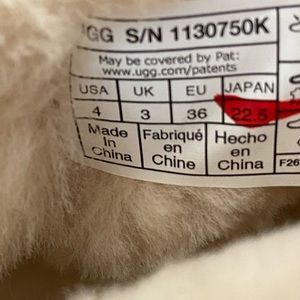 UGG S/N 1130750K
May be covered by Pat:
www.ugg.com/patents
USA UK EU JAPAN
4 3 36 22.5
Made in China Fabriqué en Chine Hecho en China
F26